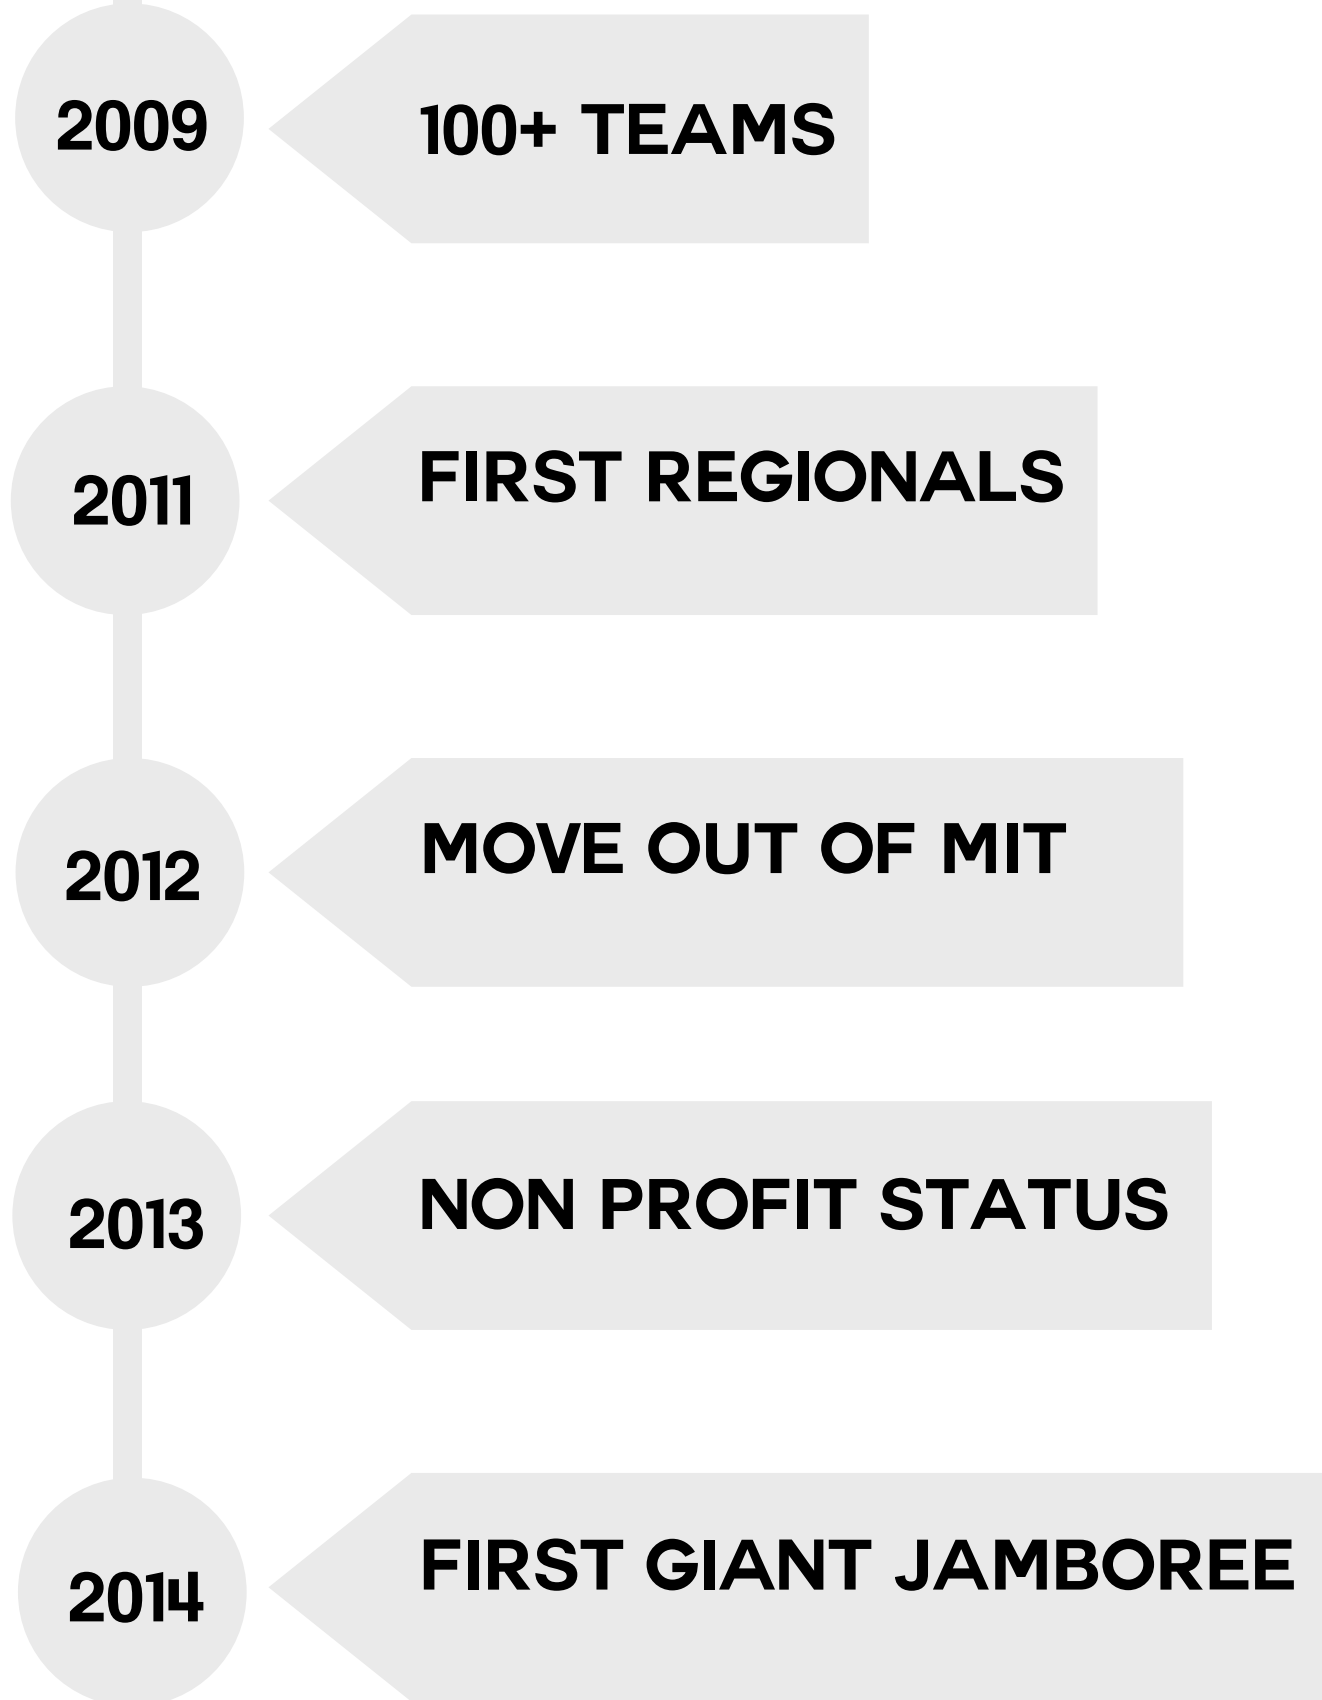 2009
100+ TEAMS
2011
FIRST REGIONALS
2012
MOVE OUT OF MIT
2013
NON PROFIT STATUS
2014
FIRST GIANT JAMBOREE